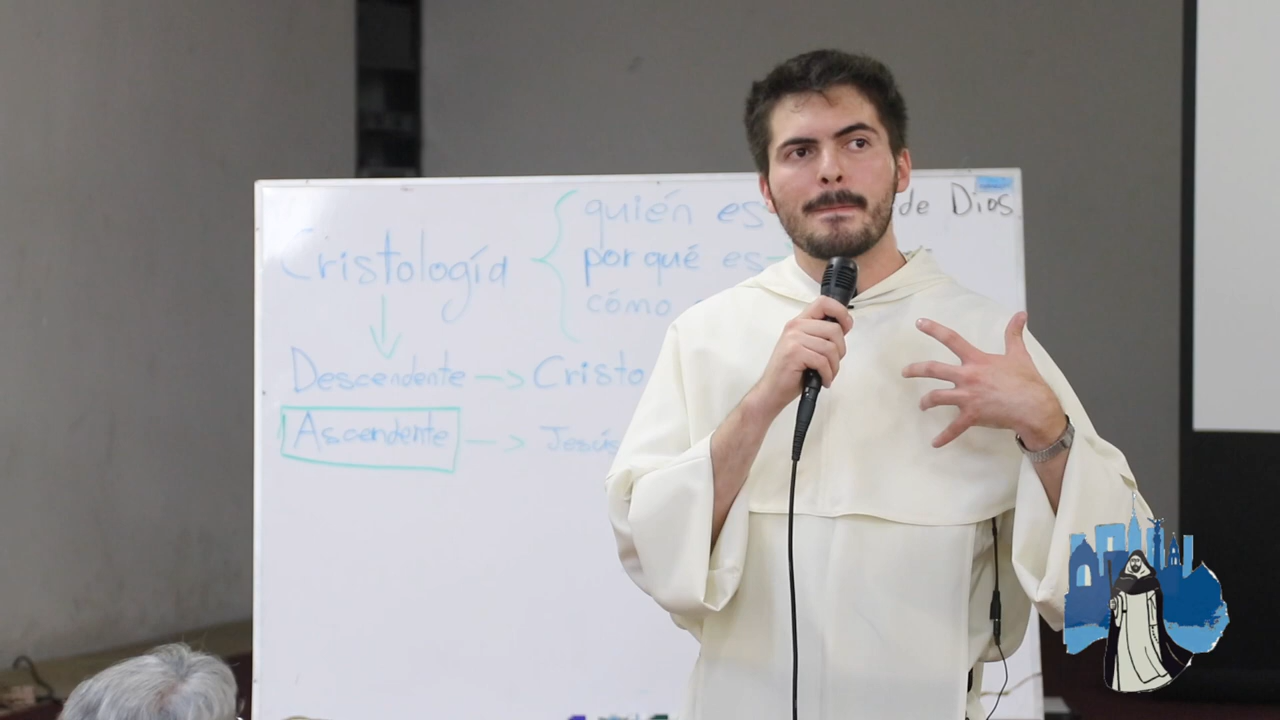 Cristología
quién es de Dios
por qué es
cómo
Descendente → Cristo
Ascendente → Jesús